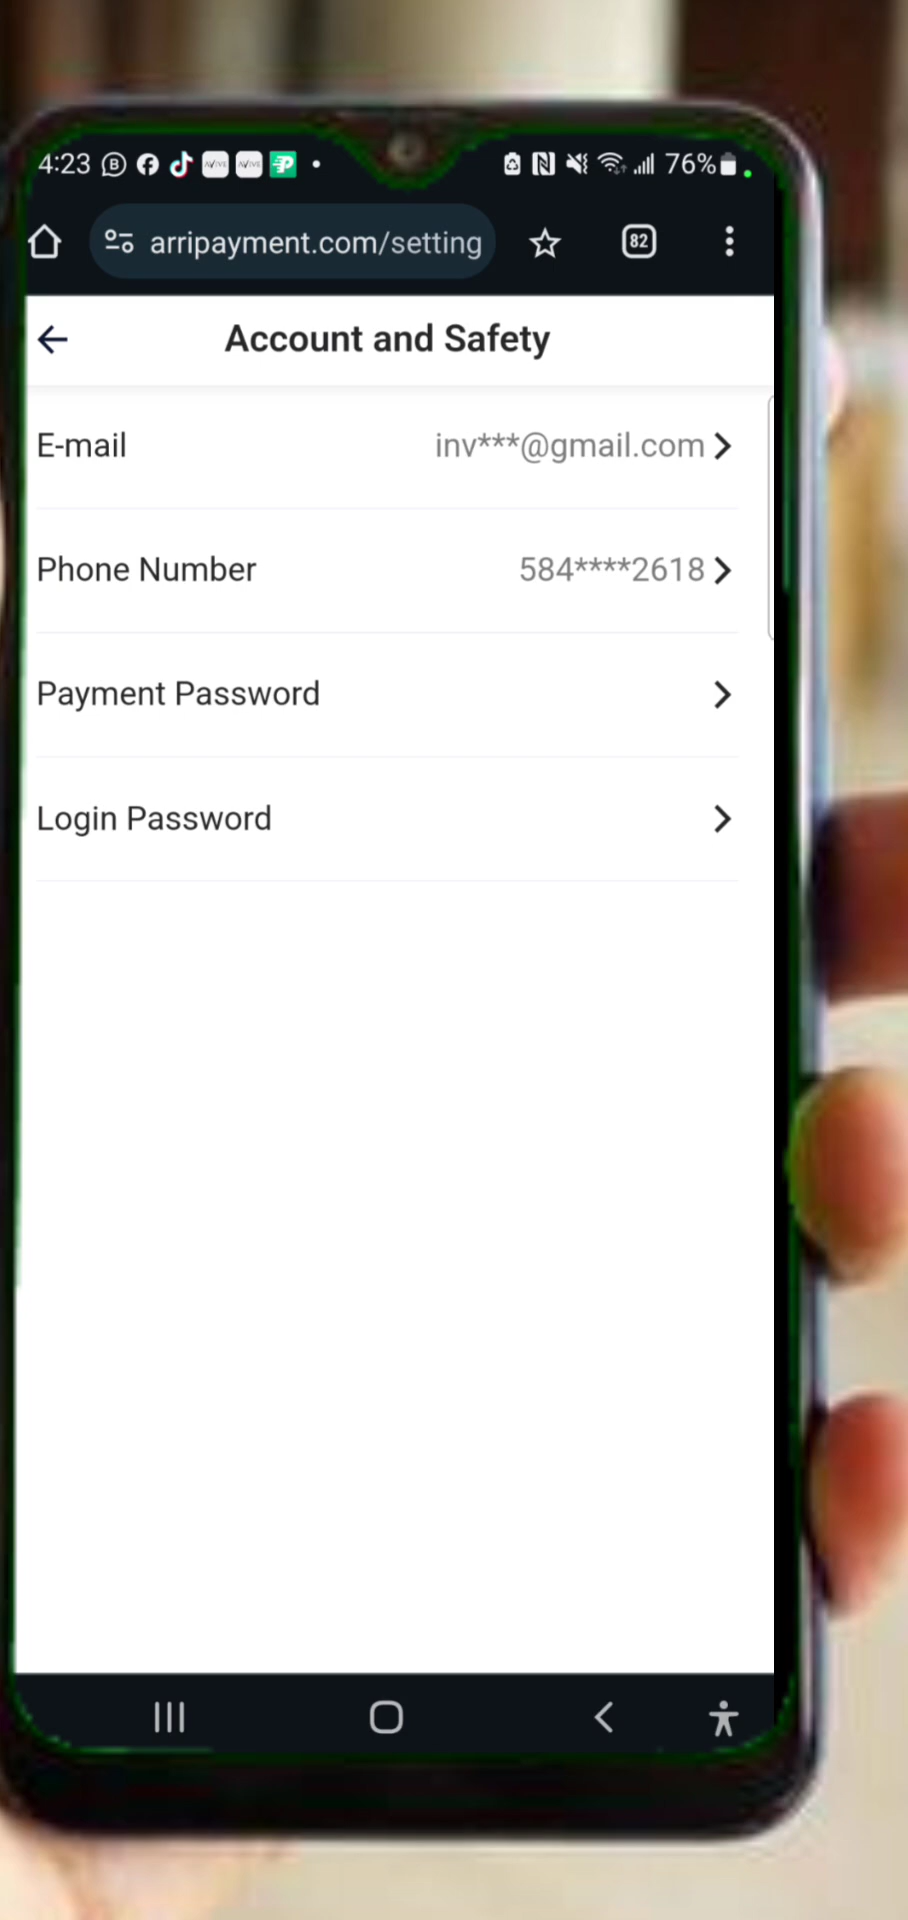 4:23 76%
arripayment.com/setting 82
Account and Safety
E-mail inv***@gmail.com
Phone Number 584****2618
Payment Password
Login Password